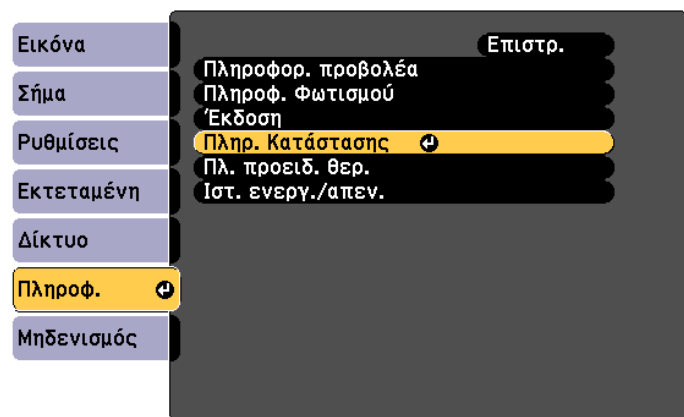 Εικόνα
Σήμα
Ρυθμίσεις
Εκτεταμένη
Δίκτυο
Πληροφ.
Μηδενισμός
Επιστρ.
Πληροφορ. προβολέα
Πληροφ. Φωτισμού
Έκδοση
Πληρ. Κατάστασης
Πλ. προειδ. θερ.
Ιστ. ενεργ./απεν.